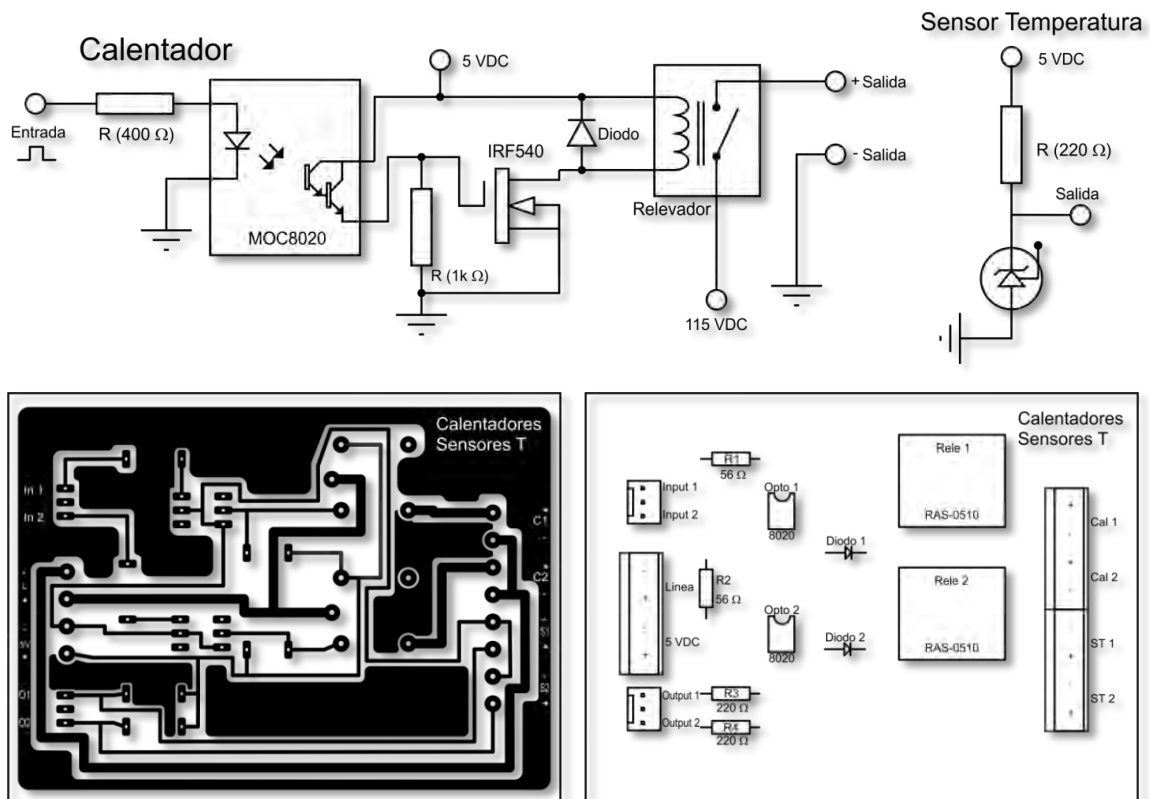 Calentador
Entrada
R (400 Ω)
MOC8020
5 VDC
R (1k Ω)
IRF540
Diodo
Relevador
115 VDC
+ Salida
- Salida
Sensor Temperatura
5 VDC
R (220 Ω)
Salida
Calentadores
Sensores T
In 1
In 2
C1
C2
Calentadores
Sensores T
R1
56 Ω
Input 1
Input 2
Opto 1
8020
Rele 1
RAS-0510
Diodo 1
Linea
5 VDC
R2
56 Ω
Opto 2
8020
Diodo 2
Rele 2
RAS-0510
Output 1
Output 2
R3
220 Ω
R4
220 Ω
+
-
Cal 1
+
-
Cal 2
ST 1
ST 2